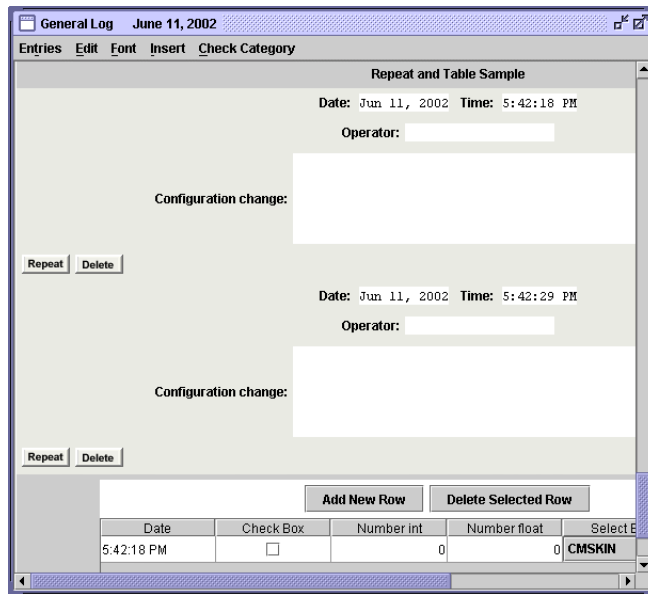 General Log June 11, 2002
Entries Edit Font Insert Check Category
Repeat and Table Sample
Date: Jun 11, 2002 Time: 5:42:18 PM
Operator:
Configuration change:
Repeat Delete
Date: Jun 11, 2002 Time: 5:42:29 PM
Operator:
Configuration change:
Repeat Delete
Add New Row Delete Selected Row
Date Check Box Number int Number float Select
5:42:18 PM 0 0 CMSKIN